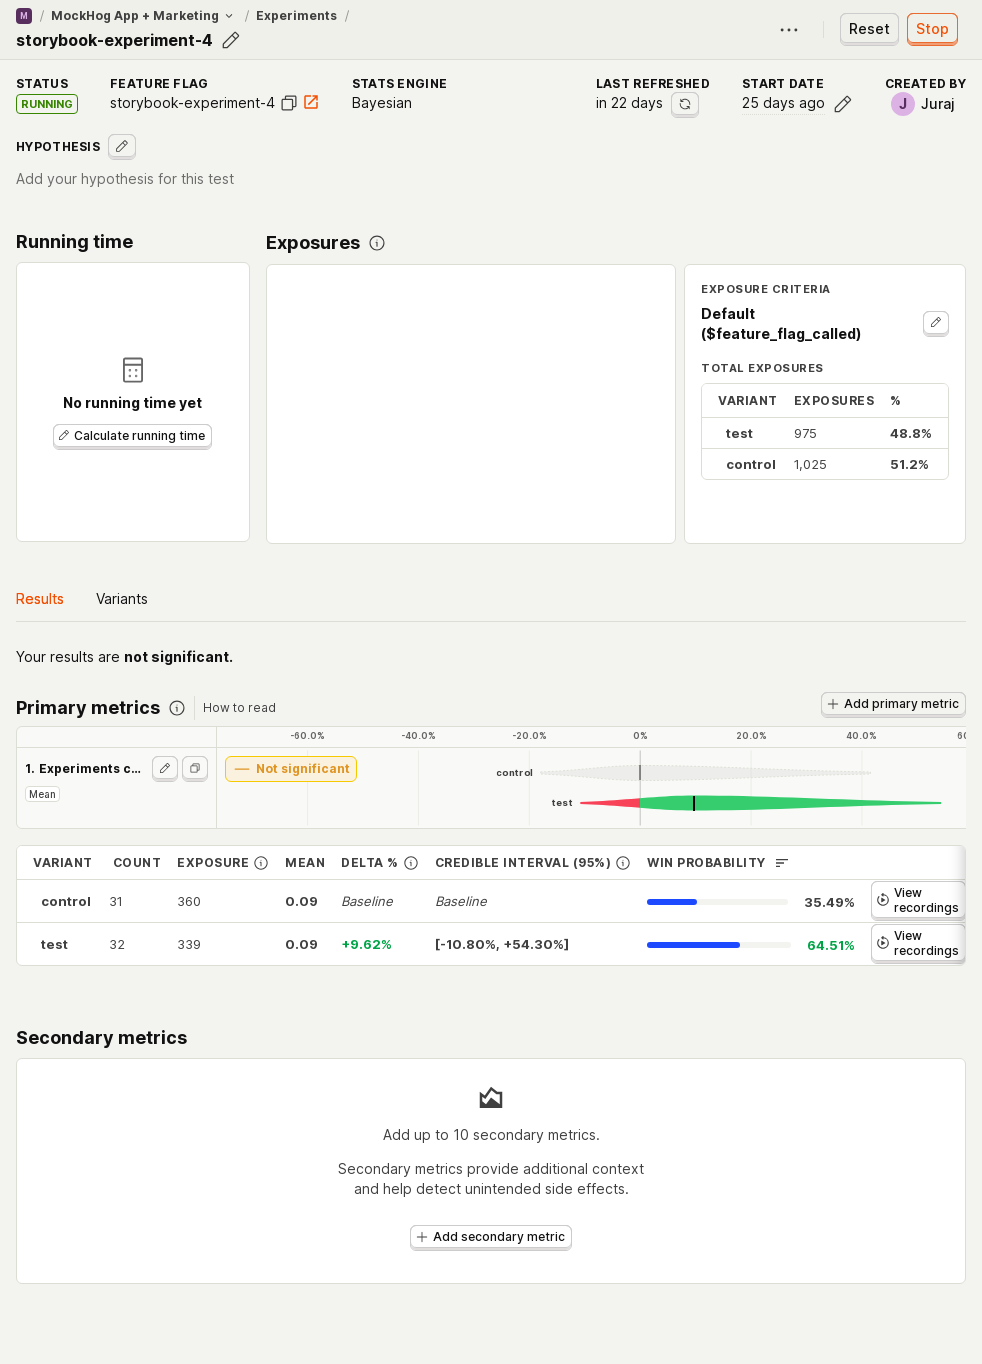 M / MockHog App + Marketing / Experiments /
storybook-experiment-4
Reset
Stop
STATUS
RUNNING
FEATURE FLAG
storybook-experiment-4
STATS ENGINE
Bayesian
LAST REFRESHED
in 22 days
START DATE
25 days ago
CREATED BY
J Juraj
HYPOTHESIS
Add your hypothesis for this test
Running time
No running time yet
Calculate running time
Exposures
EXPOSURE CRITERIA
Default
($feature_flag_called)
TOTAL EXPOSURES
VARIANT EXPOSURES %
test 975 48.8%
control 1,025 51.2%
Results Variants
Your results are not significant.
Primary metrics How to read
Add primary metric
-60.0% -40.0% -20.0% 0% 20.0% 40.0% 60
1. Experiments c...
Mean
Not significant
control
test
VARIANT COUNT EXPOSURE MEAN DELTA % CREDIBLE INTERVAL (95%) WIN PROBABILITY
control 31 360 0.09 Baseline Baseline 35.49% View
recordings
test 32 339 0.09 +9.62% [-10.80%, +54.30%] 64.51% View
recordings
Secondary metrics
Add up to 10 secondary metrics.
Secondary metrics provide additional context
and help detect unintended side effects.
Add secondary metric